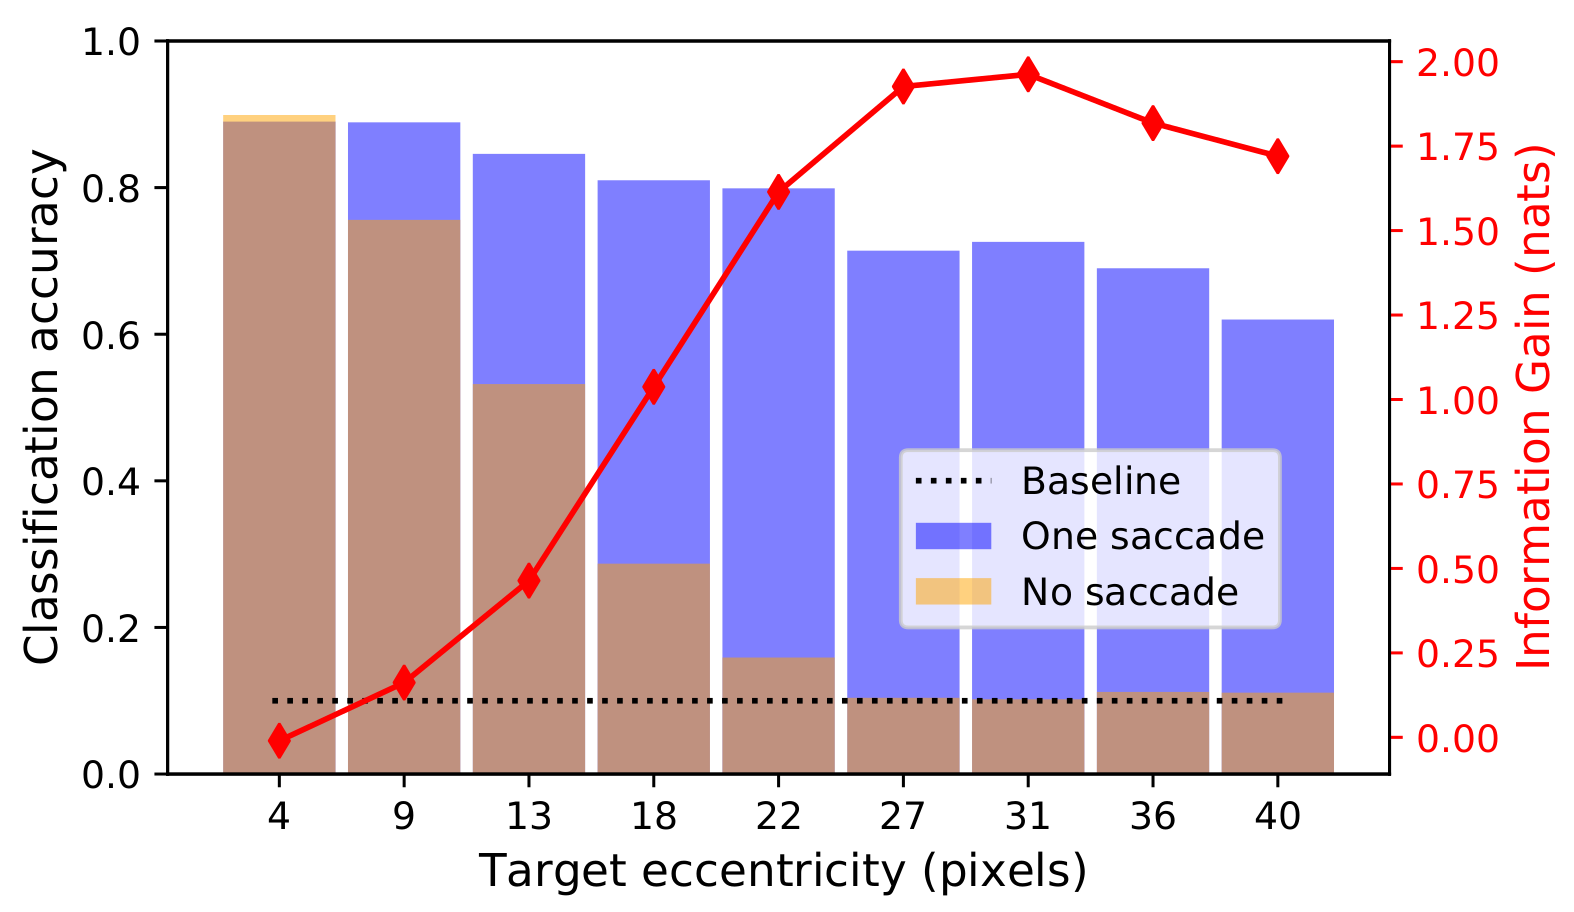 1.0
0.8
0.6
0.4
0.2
0.0
Classification accuracy
2.00
1.75
1.50
1.25
1.00
0.75
0.50
0.25
0.00
Information Gain (nats)
Baseline
One saccade
No saccade
4 9 13 18 22 27 31 36 40
Target eccentricity (pixels)